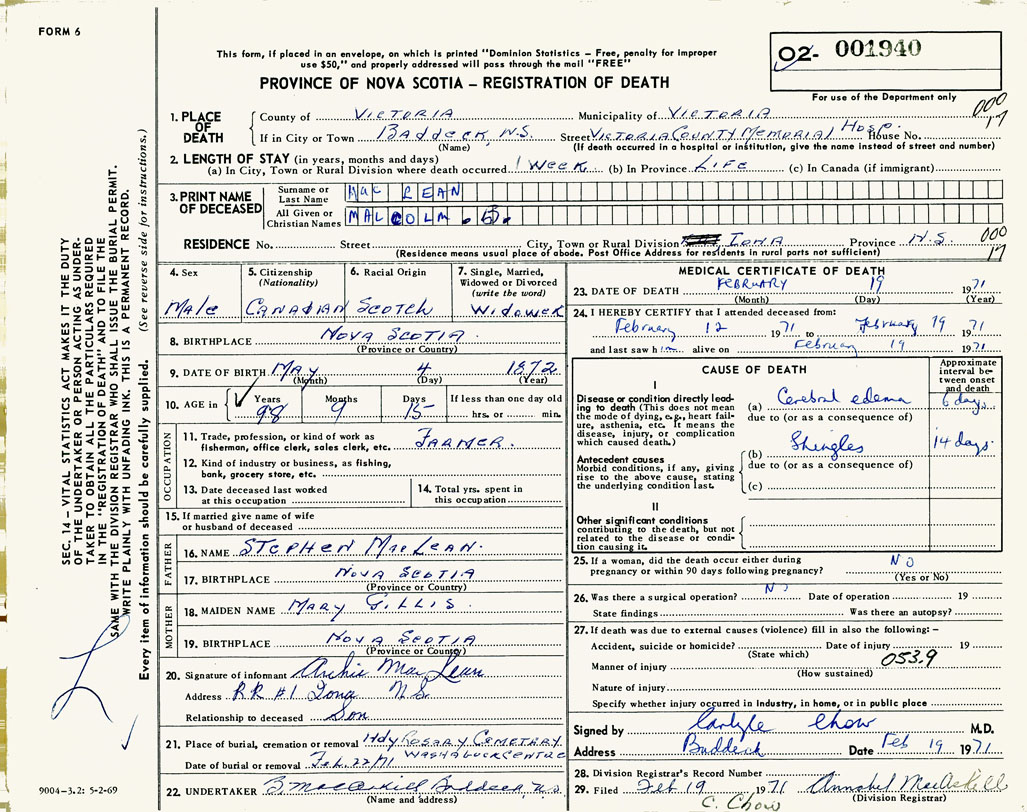 FORM 6
This form, if placed in an envelope, on which is printed "Dominion Statistics – Free, penalty for improper
use $50," and properly addressed will pass through the mail "FREE"
PROVINCE OF NOVA SCOTIA – REGISTRATION OF DEATH
02- 001940
For use of the Department only
000
17
1. PLACE OF DEATH
County of VICTORIA Municipality of VICTORIA
If in City or Town BADDECK, N.S. Street VICTORIA COUNTY MEMORIAL HOSP. House No.
(Name) (If death occurred in a hospital or institution, give the name instead of street and number)
2. LENGTH OF STAY (in years, months and days)
(a) In City, Town or Rural Division where death occurred 1 WEEK (b) In Province LIFE (c) In Canada (if immigrant)
3. PRINT NAME OF DECEASED
Surname or Last Name MAC LEAN
All Given or Christian Names MALCOLM .S.
RESIDENCE No. Street City, Town or Rural Division IONA Province N.S. 000
17
(Residence means usual place of abode. Post Office Address for residents in rural parts not sufficient)
4. Sex
MALE
5. Citizenship (Nationality)
CANADIAN
6. Racial Origin
SCOTCH
7. Single, Married, Widowed or Divorced (write the word)
WIDOWER
8. BIRTHPLACE NOVA SCOTIA
(Province or Country)
9. DATE OF BIRTH MAY 4 1872
(Month) (Day) (Year)
10. AGE in Years Months Days If less than one day old
98 9 15 hrs. or min.
OCCUPATION
11. Trade, profession, or kind of work as
fisherman, office clerk, sales clerk, etc. FARMER.
12. Kind of industry or business, as fishing,
bank, grocery store, etc.
13. Date deceased last worked
at this occupation
14. Total yrs. spent in
this occupation
15. If married give name of wife
or husband of deceased
FATHER
16. NAME STEPHEN MACLEAN.
17. BIRTHPLACE NOVA SCOTIA
(Province or Country)
MOTHER
18. MAIDEN NAME MARY GILLIS.
19. BIRTHPLACE NOVA SCOTIA
(Province or Country)
20. Signature of informant Archie MacLean
Address RR #1 Iona N.S.
Relationship to deceased Son
21. Place of burial, cremation or removal Holy Rosary CEMETERY
WASHABUCK CENTRE
Date of burial or removal Feb. 22/71
22. UNDERTAKER Baddeck, N.S.
(Name and address)
MEDICAL CERTIFICATE OF DEATH
23. DATE OF DEATH FEBRUARY 19 1971
(Month) (Day) (Year)
24. I HEREBY CERTIFY that I attended deceased from:
February 12 1971 to February 19 1971
and last saw him alive on February 19 1971
CAUSE OF DEATH
Approximate interval between onset and death
I
Disease or condition directly leading to death (This does not mean the mode of dying, e.g., heart failure, asthenia, etc. It means the disease, injury, or complication which caused death.)
(a) Cerebral edema 6 days
due to (or as a consequence of)
Antecedent causes
Morbid conditions, if any, giving rise to the above cause, stating the underlying condition last.
(b) Shingles 14 days
due to (or as a consequence of)
(c)
II
Other significant conditions
contributing to the death, but not related to the disease or condition causing it.
25. If a woman, did the death occur either during
pregnancy or within 90 days following pregnancy? NO
(Yes or No)
26. Was there a surgical operation? NO Date of operation 19
State findings Was there an autopsy?
27. If death was due to external causes (violence) fill in also the following: –
Accident, suicide or homicide? Date of injury 19
(State which)
053.9
Manner of injury
(How sustained)
Nature of injury
Specify whether injury occurred in industry, in home, or in public place
Signed by Carlyle Chow M.D.
Address Baddeck Date Feb 19 1971
28. Division Registrar's Record Number
29. Filed Feb 19 1971 Annabel MacAskill
(Division Registrar)
C. Chow
SEC. 14 – VITAL STATISTICS ACT MAKES IT THE DUTY
OF THE UNDERTAKER OR PERSON ACTING AS UNDER-
TAKER TO OBTAIN ALL THE PARTICULARS REQUIRED
IN THE "REGISTRATION OF DEATH" AND TO FILE THE
SAME WITH THE DIVISION REGISTRAR WHO SHALL ISSUE THE BURIAL PERMIT.
WRITE PLAINLY WITH UNFADING INK. THIS IS A PERMANENT RECORD.
Every item of information should be carefully supplied. (See reverse side for instructions.)
9004-3.2: 5-2-69